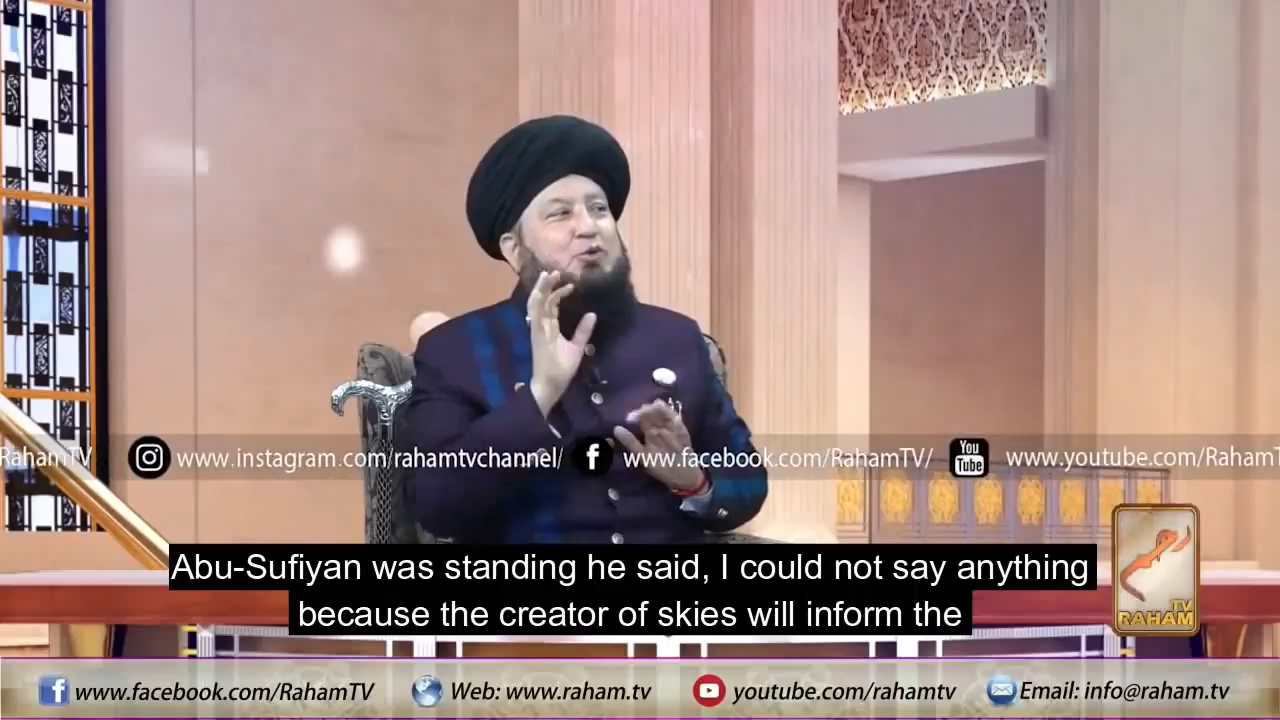 RahamTV
www.instagram.com/rahamtvchannel/
f
www.facebook.com/RahamTV/
You
Tube
www.youtube.com/RahamT
Abu-Sufiyan was standing he said, I could not say anything
because the creator of skies will inform the
TV
RAHAM
f
www.facebook.com/RahamTV
Web: www.raham.tv
youtube.com/rahamtv
Email: info@raham.tv